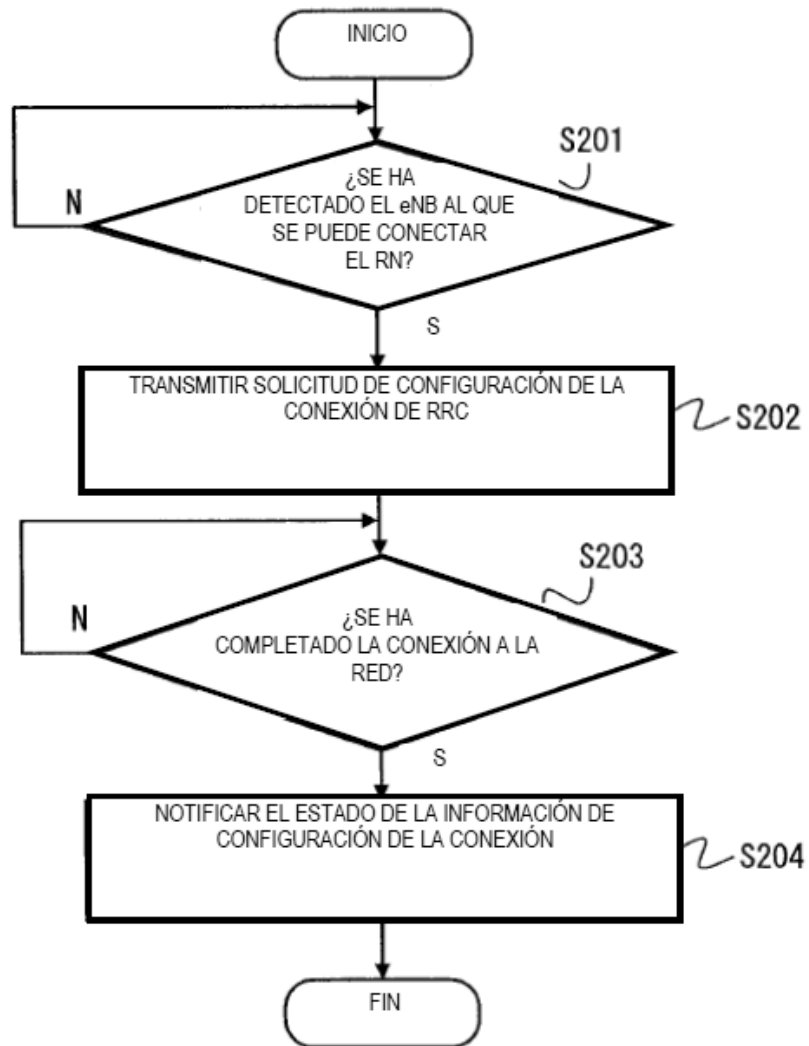 INICIO
S201
¿SE HA
DETECTADO EL eNB AL QUE
SE PUEDE CONECTAR
EL RN?
N
S
TRANSMITIR SOLICITUD DE CONFIGURACIÓN DE LA
CONEXIÓN DE RRC
S202
S203
¿SE HA
COMPLETADO LA CONEXIÓN A LA
RED?
N
S
NOTIFICAR EL ESTADO DE LA INFORMACIÓN DE
CONFIGURACIÓN DE LA CONEXIÓN
S204
FIN